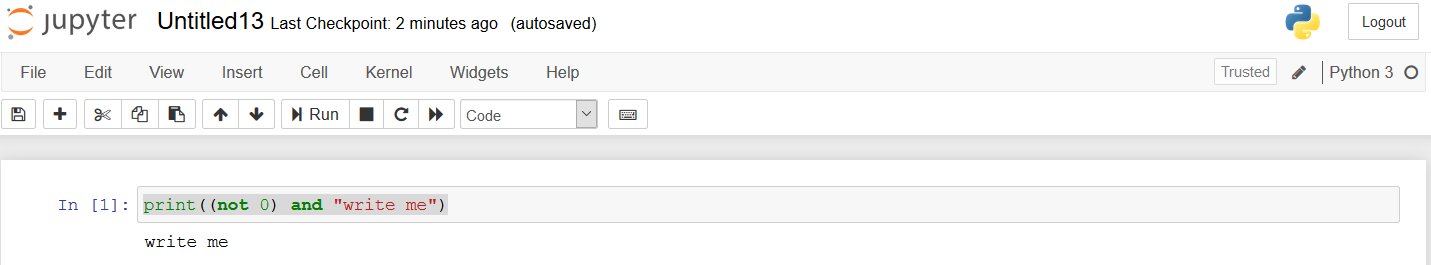 jupyter Untitled13 Last Checkpoint: 2 minutes ago (autosaved) Logout
File Edit View Insert Cell Kernel Widgets Help Trusted Python 3
Run Code
In [1]: print((not 0) and "write me")
write me